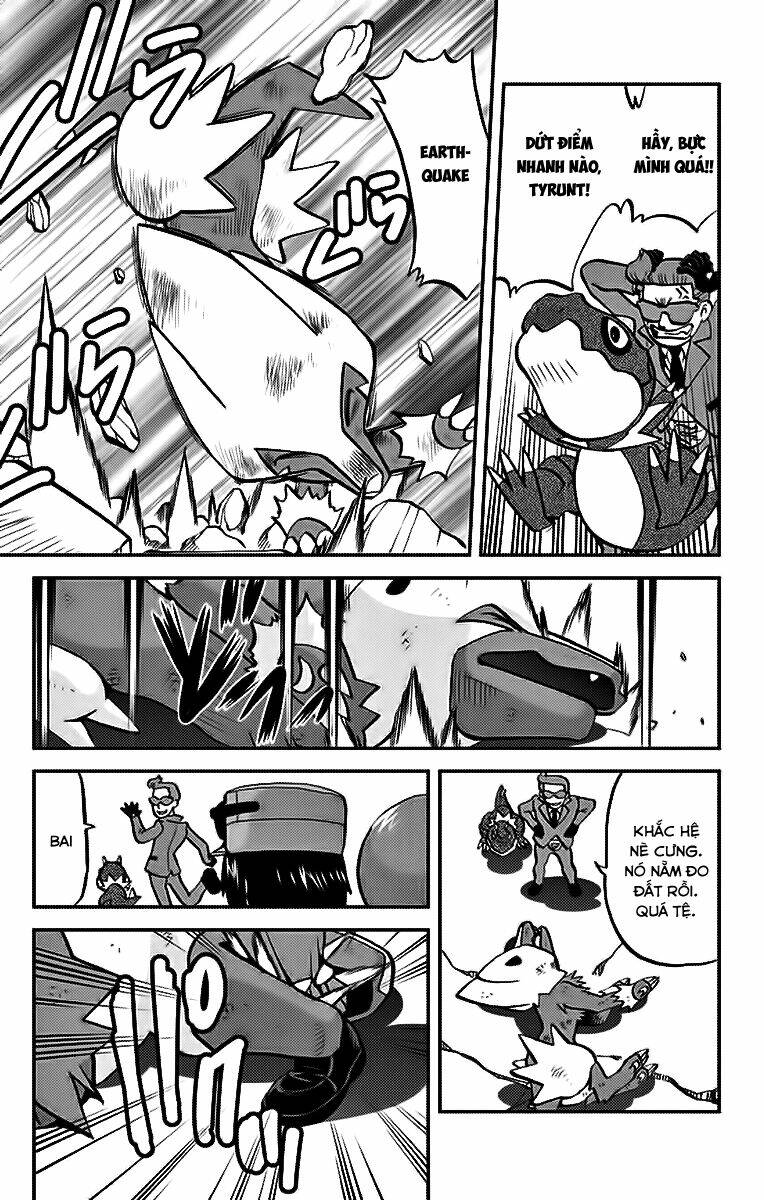 HẦY, BỰC
MÌNH QUÁ!!
DỨT ĐIỂM
NHANH NÀO,
TYRUNT!
EARTH-
QUAKE
KHẮC HỆ
NÈ CƯNG.
NÓ NẰM ĐO
ĐẤT RỒI.
QUÁ TỆ.
BAI